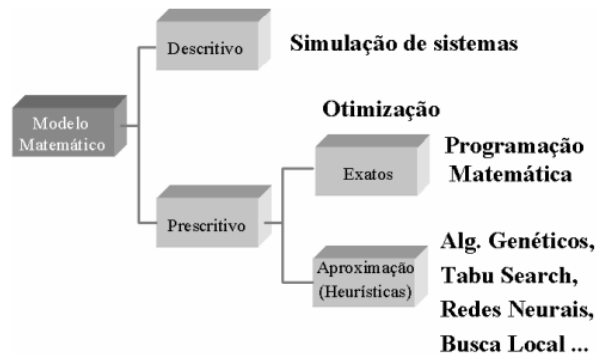 Descritivo
Simulação de sistemas
Modelo
Matemático
Otimização
Prescritivo
Exatos
Programação
Matemática
Aproximação
(Heurísticas)
Alg. Genéticos,
Tabu Search,
Redes Neurais,
Busca Local ...